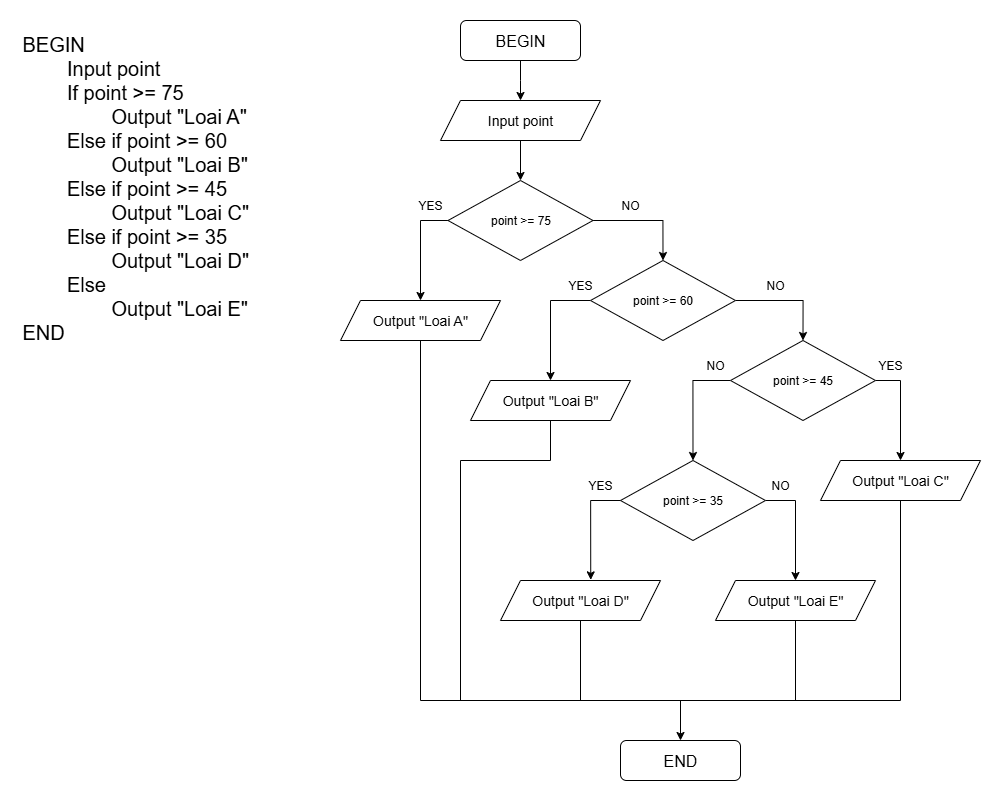 BEGIN
Input point
If point >= 75
Output "Loai A"
Else if point >= 60
Output "Loai B"
Else if point >= 45
Output "Loai C"
Else if point >= 35
Output "Loai D"
Else
Output "Loai E"
END
BEGIN
Input point
point >= 75
YES
NO
Output "Loai A"
point >= 60
YES
NO
Output "Loai B"
point >= 45
NO
YES
Output "Loai C"
point >= 35
YES
NO
Output "Loai D"
Output "Loai E"
END